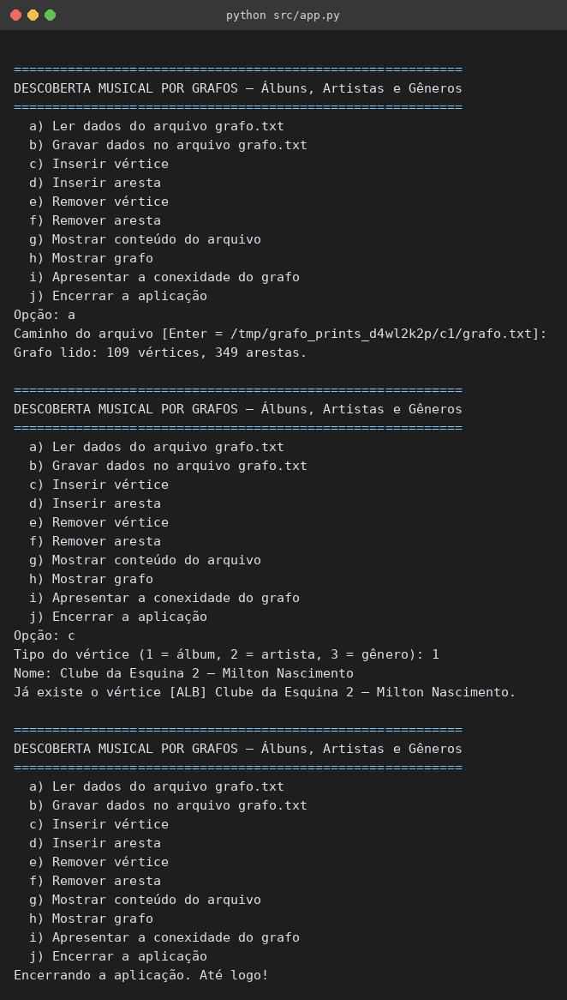 python src/app.py
==========================================================
DESCOBERTA MUSICAL POR GRAFOS — Álbuns, Artistas e Gêneros
==========================================================
  a) Ler dados do arquivo grafo.txt
  b) Gravar dados no arquivo grafo.txt
  c) Inserir vértice
  d) Inserir aresta
  e) Remover vértice
  f) Remover aresta
  g) Mostrar conteúdo do arquivo
  h) Mostrar grafo
  i) Apresentar a conexidade do grafo
  j) Encerrar a aplicação
Opção: a
Caminho do arquivo [Enter = /tmp/grafo_prints_d4wl2k2p/c1/grafo.txt]:
Grafo lido: 109 vértices, 349 arestas.
==========================================================
DESCOBERTA MUSICAL POR GRAFOS — Álbuns, Artistas e Gêneros
==========================================================
  a) Ler dados do arquivo grafo.txt
  b) Gravar dados no arquivo grafo.txt
  c) Inserir vértice
  d) Inserir aresta
  e) Remover vértice
  f) Remover aresta
  g) Mostrar conteúdo do arquivo
  h) Mostrar grafo
  i) Apresentar a conexidade do grafo
  j) Encerrar a aplicação
Opção: c
Tipo do vértice (1 = álbum, 2 = artista, 3 = gênero): 1
Nome: Clube da Esquina 2 — Milton Nascimento
Já existe o vértice [ALB] Clube da Esquina 2 — Milton Nascimento.
==========================================================
DESCOBERTA MUSICAL POR GRAFOS — Álbuns, Artistas e Gêneros
==========================================================
  a) Ler dados do arquivo grafo.txt
  b) Gravar dados no arquivo grafo.txt
  c) Inserir vértice
  d) Inserir aresta
  e) Remover vértice
  f) Remover aresta
  g) Mostrar conteúdo do arquivo
  h) Mostrar grafo
  i) Apresentar a conexidade do grafo
  j) Encerrar a aplicação
Encerrando a aplicação. Até logo!